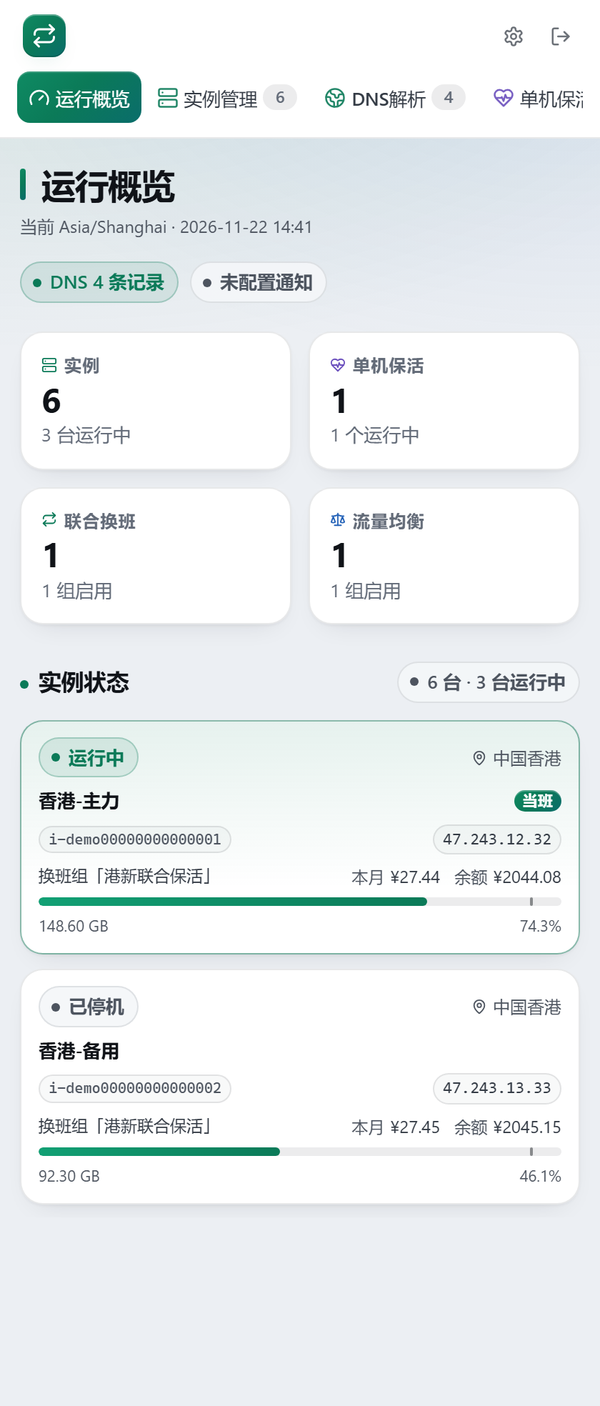 运行概览 实例管理 6 DNS解析 4 单机保活
运行概览
当前 Asia/Shanghai · 2026-11-22 14:41
DNS 4 条记录 未配置通知
实例 单机保活
6 1
3 台运行中 1 个运行中
联合换班 流量均衡
1 1
1 组启用 1 组启用
实例状态 6 台 · 3 台运行中
运行中 中国香港
香港-主力 当班
i-demo00000000000001 47.243.12.32
换班组「港新联合保活」 本月 ¥27.44 余额 ¥2044.08
148.60 GB 74.3%
已停机 中国香港
香港-备用
i-demo00000000000002 47.243.13.33
换班组「港新联合保活」 本月 ¥27.45 余额 ¥2045.15
92.30 GB 46.1%